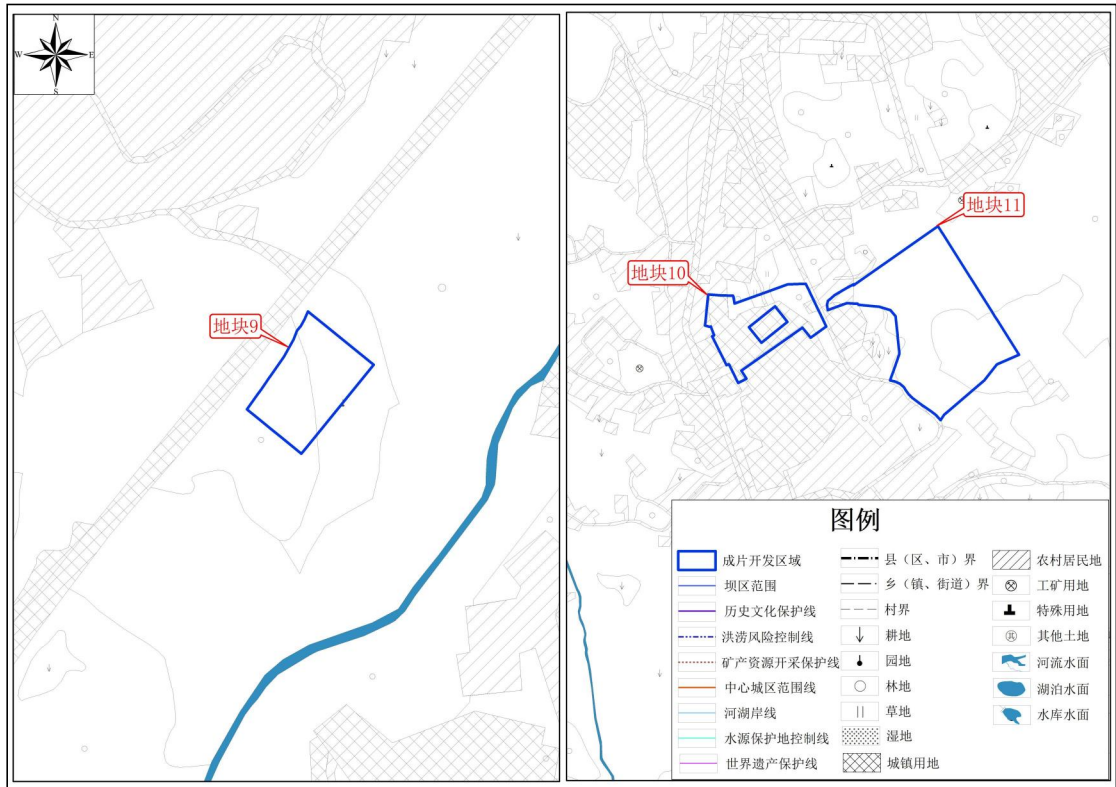 N
W
E
S
地块9
地块10
地块11
图例
成片开发区域
坝区范围
历史文化保护线
洪涝风险控制线
矿产资源开采保护线
中心城区范围线
河湖岸线
水源保护地控制线
世界遗产保护线
县（区、市）界
乡（镇、街道）界
村界
耕地
园地
林地
草地
湿地
城镇用地
农村居民地
工矿用地
特殊用地
其他土地
河流水面
湖泊水面
水库水面